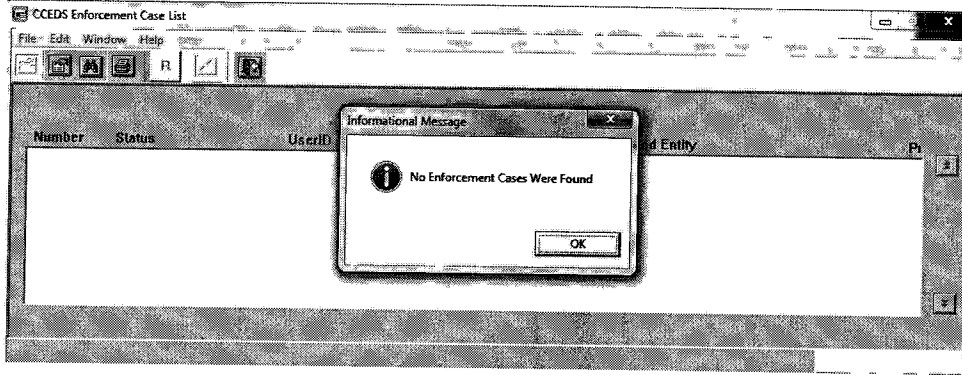 CCEDS Enforcement Case List
File Edit Window Help
R
Informational Message
Number Status UserID d Entity
No Enforcement Cases Were Found
OK